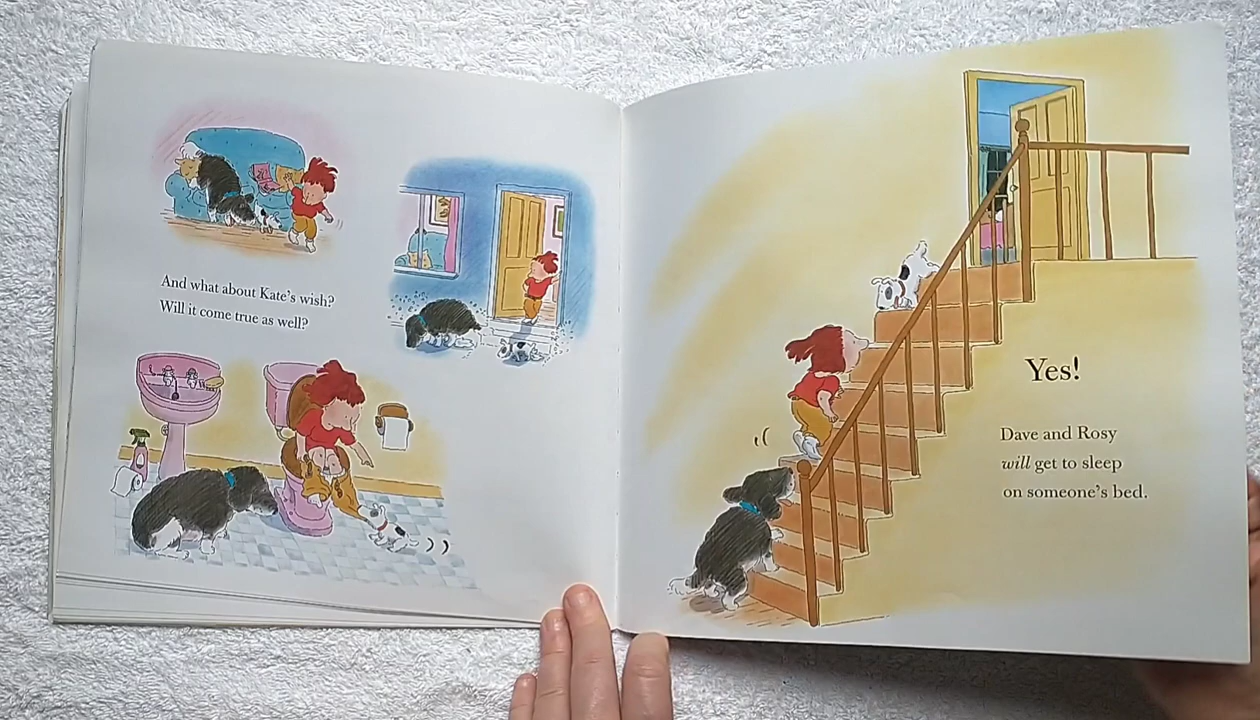 And what about Kate's wish?
Will it come true as well?
Yes!
Dave and Rosy
will get to sleep
on someone's bed.